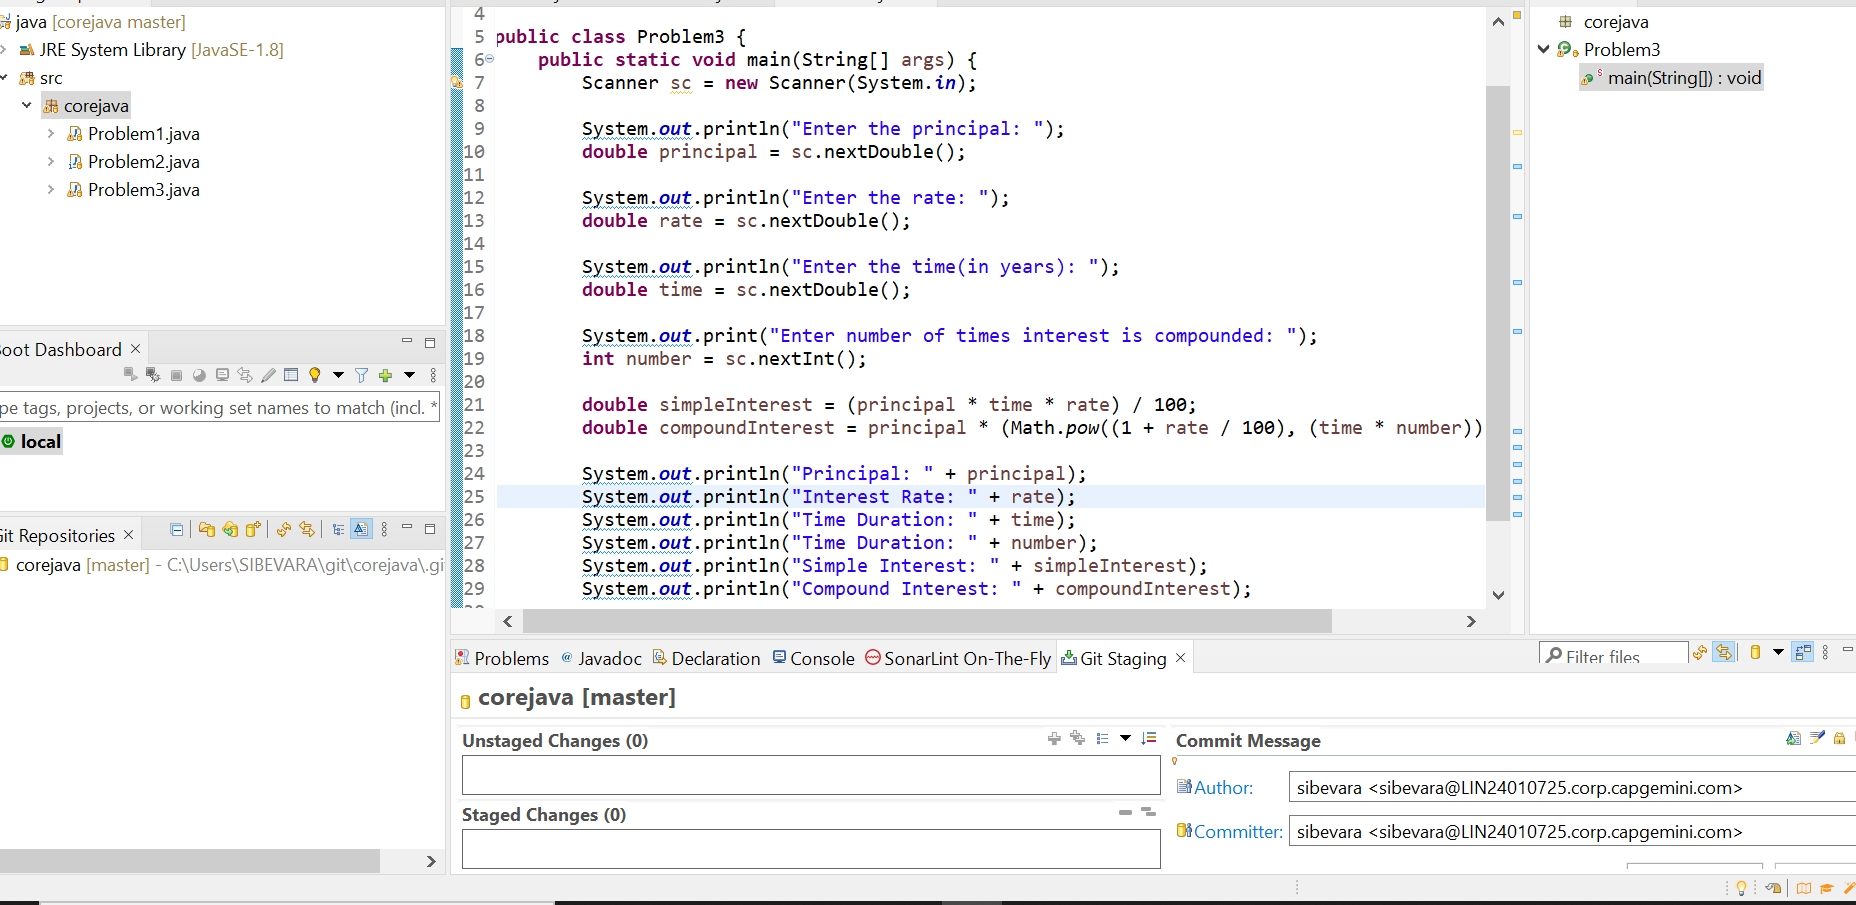 java [corejava master]
JRE System Library [JavaSE-1.8]
src
corejava
Problem1.java
Problem2.java
Problem3.java
oot Dashboard
pe tags, projects, or working set names to match (incl. *
local
Git Repositories
corejava [master] - C:\Users\SIBEVARA\git\corejava\.gi
4
5 public class Problem3 {
6 public static void main(String[] args) {
7 Scanner sc = new Scanner(System.in);
8
9 System.out.println("Enter the principal: ");
10 double principal = sc.nextDouble();
11
12 System.out.println("Enter the rate: ");
13 double rate = sc.nextDouble();
14
15 System.out.println("Enter the time(in years): ");
16 double time = sc.nextDouble();
17
18 System.out.print("Enter number of times interest is compounded: ");
19 int number = sc.nextInt();
20
21 double simpleInterest = (principal * time * rate) / 100;
22 double compoundInterest = principal * (Math.pow((1 + rate / 100), (time * number))
23
24 System.out.println("Principal: " + principal);
25 System.out.println("Interest Rate: " + rate);
26 System.out.println("Time Duration: " + time);
27 System.out.println("Time Duration: " + number);
28 System.out.println("Simple Interest: " + simpleInterest);
29 System.out.println("Compound Interest: " + compoundInterest);
corejava
Problem3
main(String[]) : void
Problems @ Javadoc Declaration Console SonarLint On-The-Fly Git Staging
Filter files
corejava [master]
Unstaged Changes (0)
Staged Changes (0)
Commit Message
Author: sibevara <sibevara@LIN24010725.corp.capgemini.com>
Committer: sibevara <sibevara@LIN24010725.corp.capgemini.com>